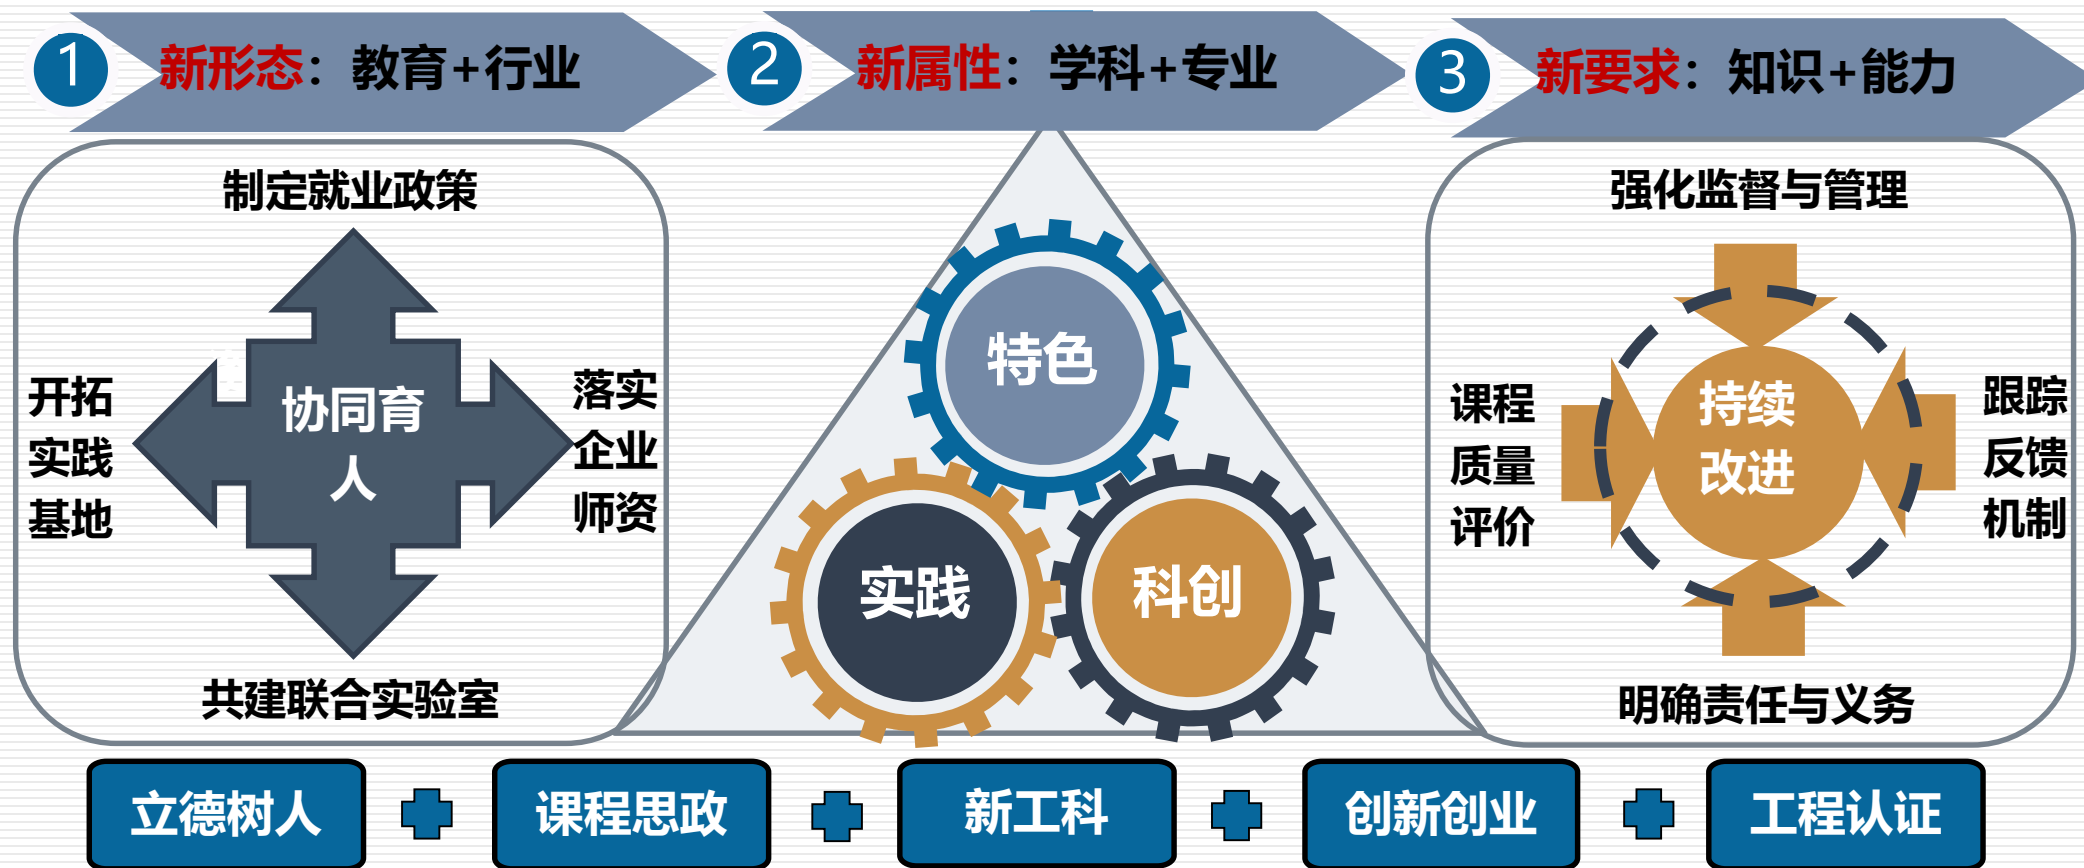 1
新形态：教育+行业
2
新属性：学科+专业
3
新要求：知识+能力
制定就业政策
开拓
实践
基地
协同育
人
落实
企业
师资
共建联合实验室
特色
实践
科创
强化监督与管理
课程
质量
评价
持续
改进
跟踪
反馈
机制
明确责任与义务
立德树人
课程思政
新工科
创新创业
工程认证